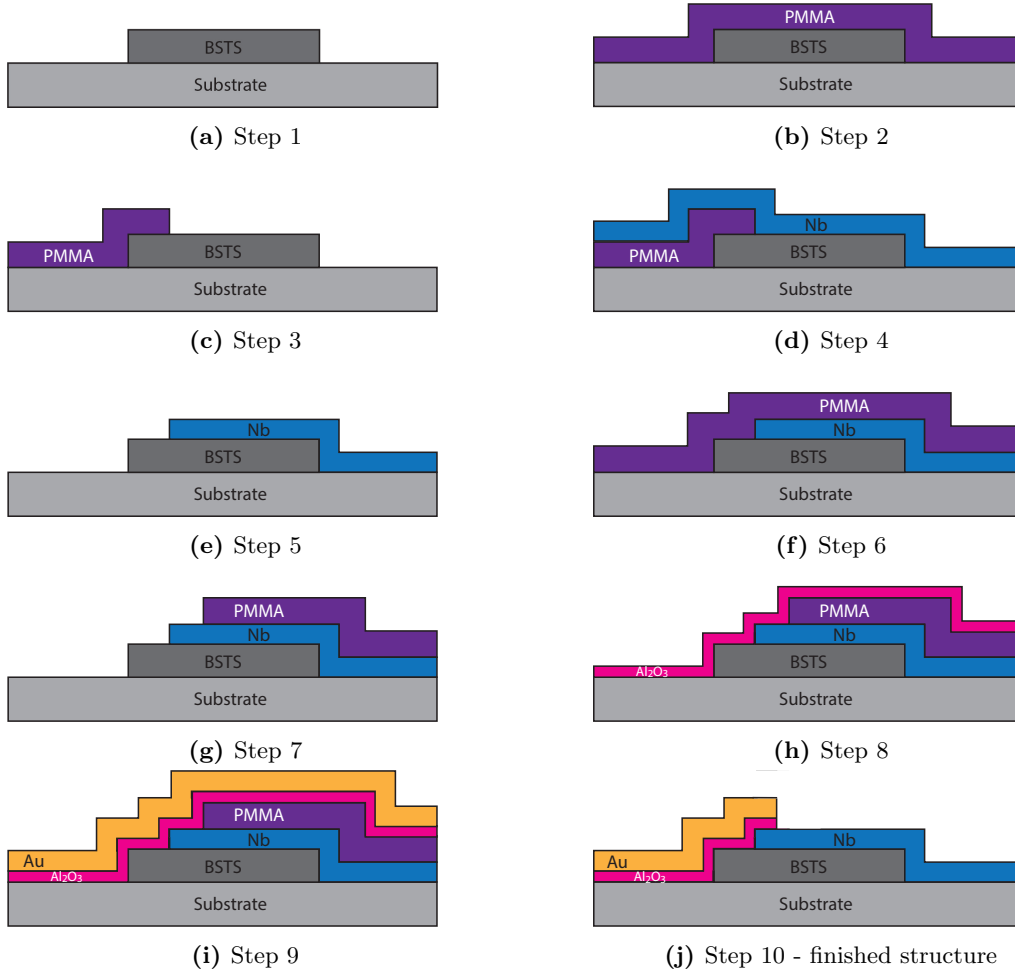 BSTS
Substrate
(a) Step 1
PMMA
BSTS
Substrate
(b) Step 2
PMMA
BSTS
Substrate
(c) Step 3
Nb
PMMA
BSTS
Substrate
(d) Step 4
Nb
BSTS
Substrate
(e) Step 5
PMMA
Nb
BSTS
Substrate
(f) Step 6
PMMA
Nb
BSTS
Substrate
(g) Step 7
PMMA
Nb
BSTS
Al₂O₃
Substrate
(h) Step 8
PMMA
Nb
Au
BSTS
Al₂O₃
Substrate
(i) Step 9
Nb
Au
BSTS
Al₂O₃
Substrate
(j) Step 10 - finished structure